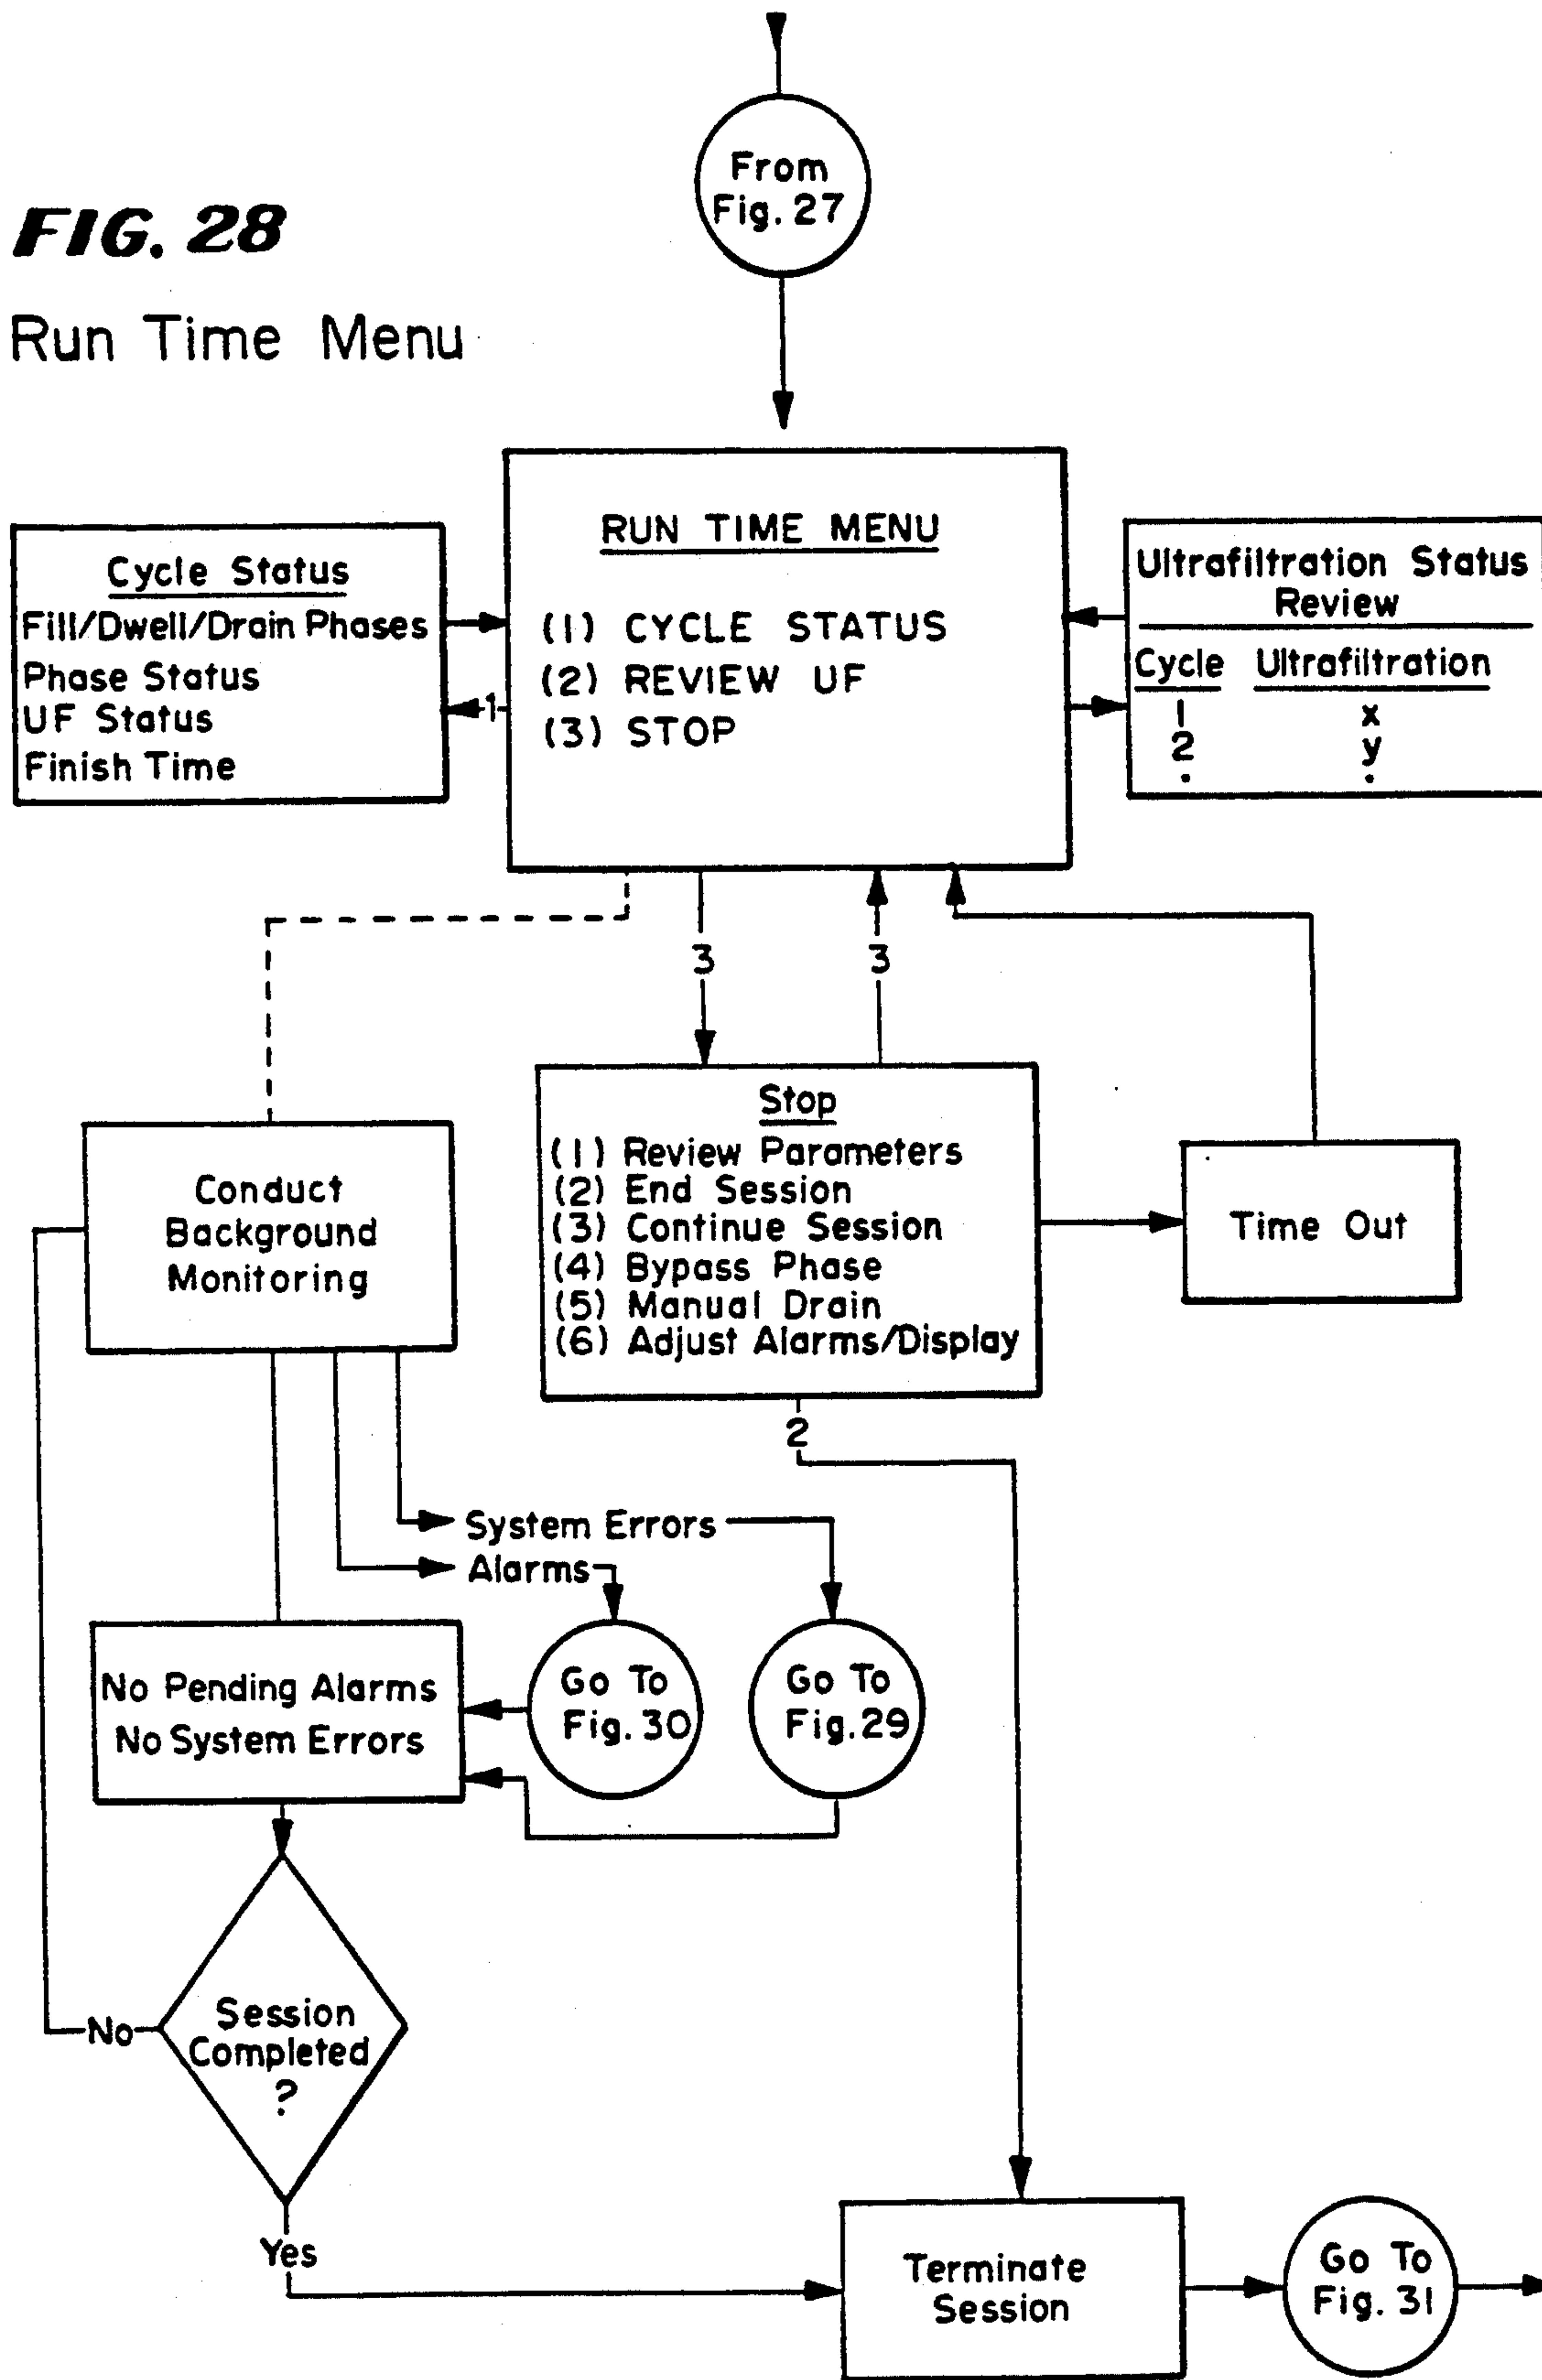 From
Fig. 27
FIG. 28
Run Time Menu
RUN TIME MENU
(1) CYCLE STATUS
(2) REVIEW UF
(3) STOP
Cycle Status
Fill/Dwell/Drain Phases
Phase Status
UF Status
Finish Time
1
Ultrafiltration Status
Review
Cycle Ultrafiltration
1 x
2 y
. .
3
3
Stop
(1) Review Parameters
(2) End Session
(3) Continue Session
(4) Bypass Phase
(5) Manual Drain
(6) Adjust Alarms/Display
Time Out
Conduct
Background
Monitoring
2
System Errors
Alarms
No Pending Alarms
No System Errors
Go To
Fig. 30
Go To
Fig. 29
Session
Completed
?
No
Yes
Terminate
Session
Go To
Fig. 31